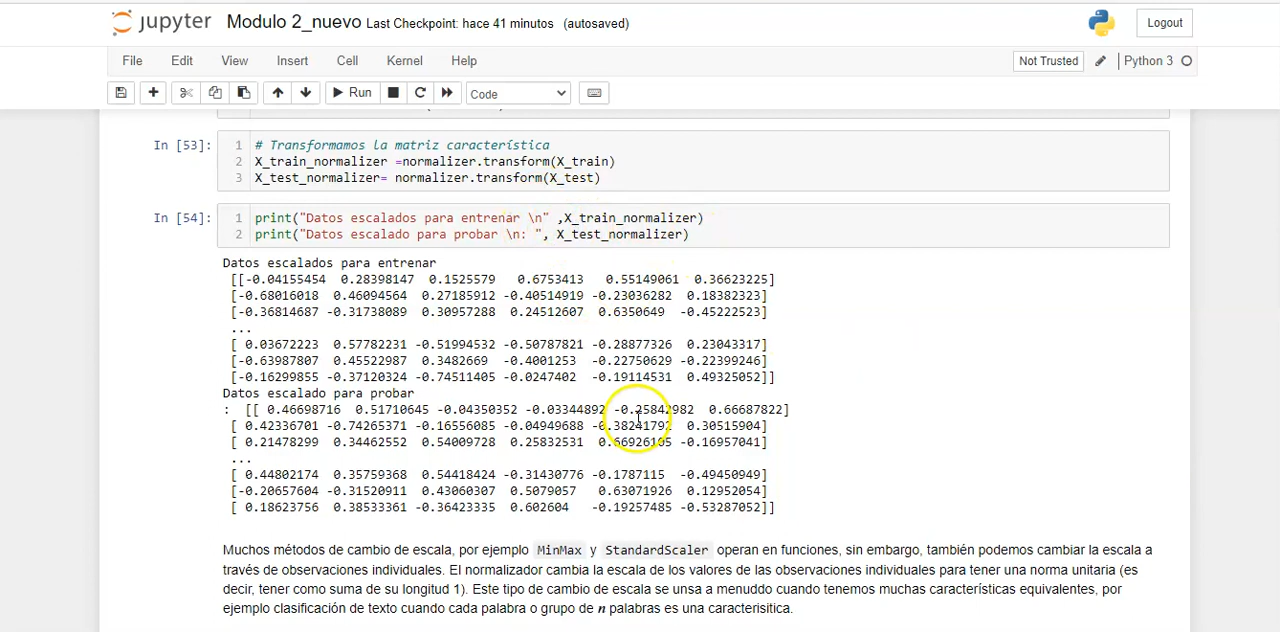 jupyter Modulo 2_nuevo Last Checkpoint: hace 41 minutos (autosaved) Logout
File Edit View Insert Cell Kernel Help Not Trusted Python 3
Run Code
In [53]: 1 # Transformamos la matriz característica
2 X_train_normalizer =normalizer.transform(X_train)
3 X_test_normalizer= normalizer.transform(X_test)
In [54]: 1 print("Datos escalados para entrenar \n" ,X_train_normalizer)
2 print("Datos escalado para probar \n: ", X_test_normalizer)
Datos escalados para entrenar
[[-0.04155454 0.28398147 0.1525579 0.6753413 0.55149061 0.36623225]
[-0.68016018 0.46094564 0.27185912 -0.40514919 -0.23036282 0.18382323]
[-0.36814687 -0.31738089 0.30957288 0.24512607 0.6350649 -0.45222523]
...
[ 0.03672223 0.57782231 -0.51994532 -0.50787821 -0.28877326 0.23043317]
[-0.63987807 0.45522987 0.3482669 -0.4001253 -0.22750629 -0.22399246]
[-0.16299855 -0.37120324 -0.74511405 -0.0247402 -0.19114531 0.49325052]]
Datos escalado para probar
: [[ 0.46698716 0.51710645 -0.04350352 -0.03344892 -0.25842982 0.66687822]
[ 0.42336701 -0.74265371 -0.16556085 -0.04949688 -0.38241792 0.30515904]
[ 0.21478299 0.34462552 0.54009728 0.25832531 0.66926105 -0.16957041]
...
[ 0.44802174 0.35759368 0.54418424 -0.31430776 -0.1787115 -0.49450949]
[-0.20657604 -0.31520911 0.43060307 0.5079057 0.63071926 0.12952054]
[ 0.18623756 0.38533361 -0.36423335 0.602604 -0.19257485 -0.53287052]]
Muchos métodos de cambio de escala, por ejemplo MinMax y StandardScaler operan en funciones, sin embargo, también podemos cambiar la escala a
través de observaciones individuales. El normalizador cambia la escala de los valores de las observaciones individuales para tener una norma unitaria (es
decir, tener como suma de su longitud 1). Este tipo de cambio de escala se unsa a menuddo cuando tenemos muchas características equivalentes, por
ejemplo clasificación de texto cuando cada palabra o grupo de n palabras es una caracterisitica.